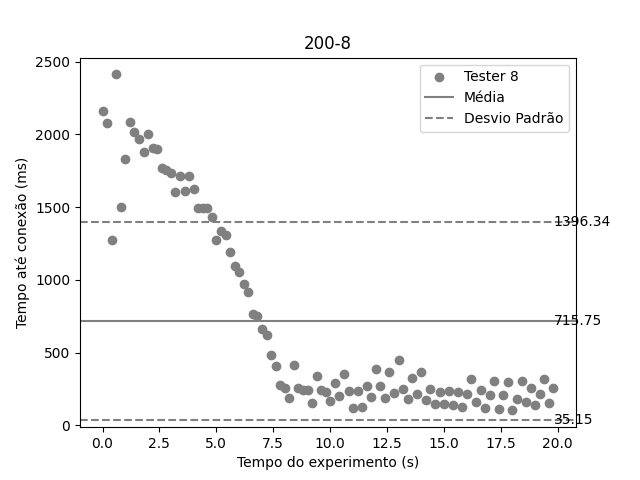 200-8
Tempo até conexão (ms)
2500
2000
1500
1000
500
0
Tester 8
Média
Desvio Padrão
1396.34
715.75
35.15
0.0 2.5 5.0 7.5 10.0 12.5 15.0 17.5 20.0
Tempo do experimento (s)